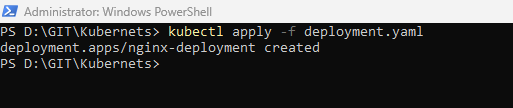 Administrator: Windows PowerShell
PS D:\GIT\Kubernets> kubectl apply -f deployment.yaml
deployment.apps/nginx-deployment created
PS D:\GIT\Kubernets>